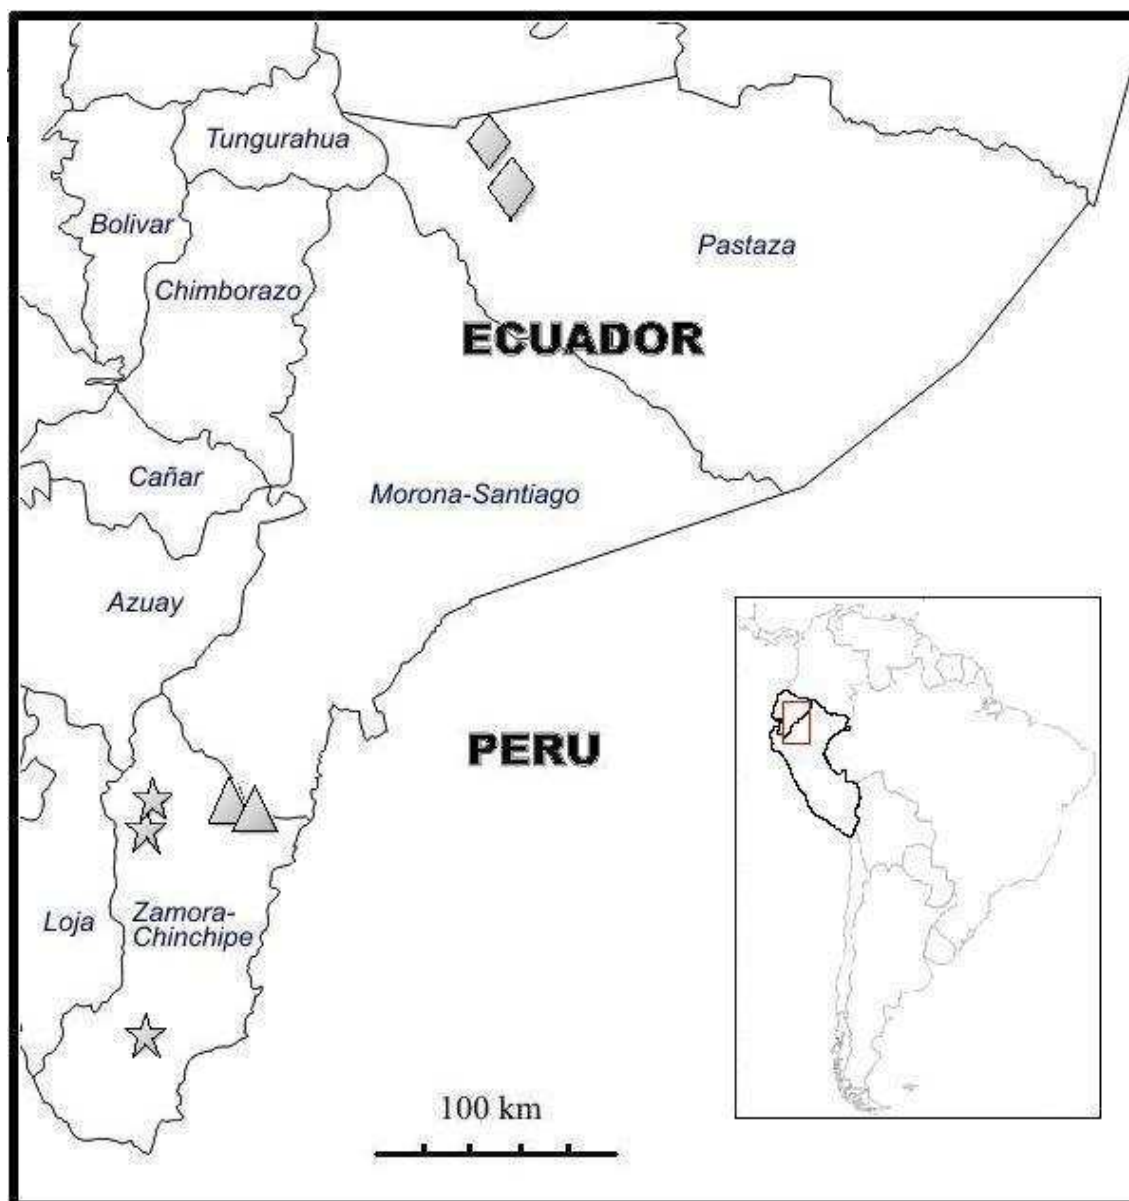 Tungurahua
Bolivar
Pastaza
Chimborazo
ECUADOR
Cañar
Morona-Santiago
Azuay
PERU
Loja
Zamora-
Chinchipe
100 km